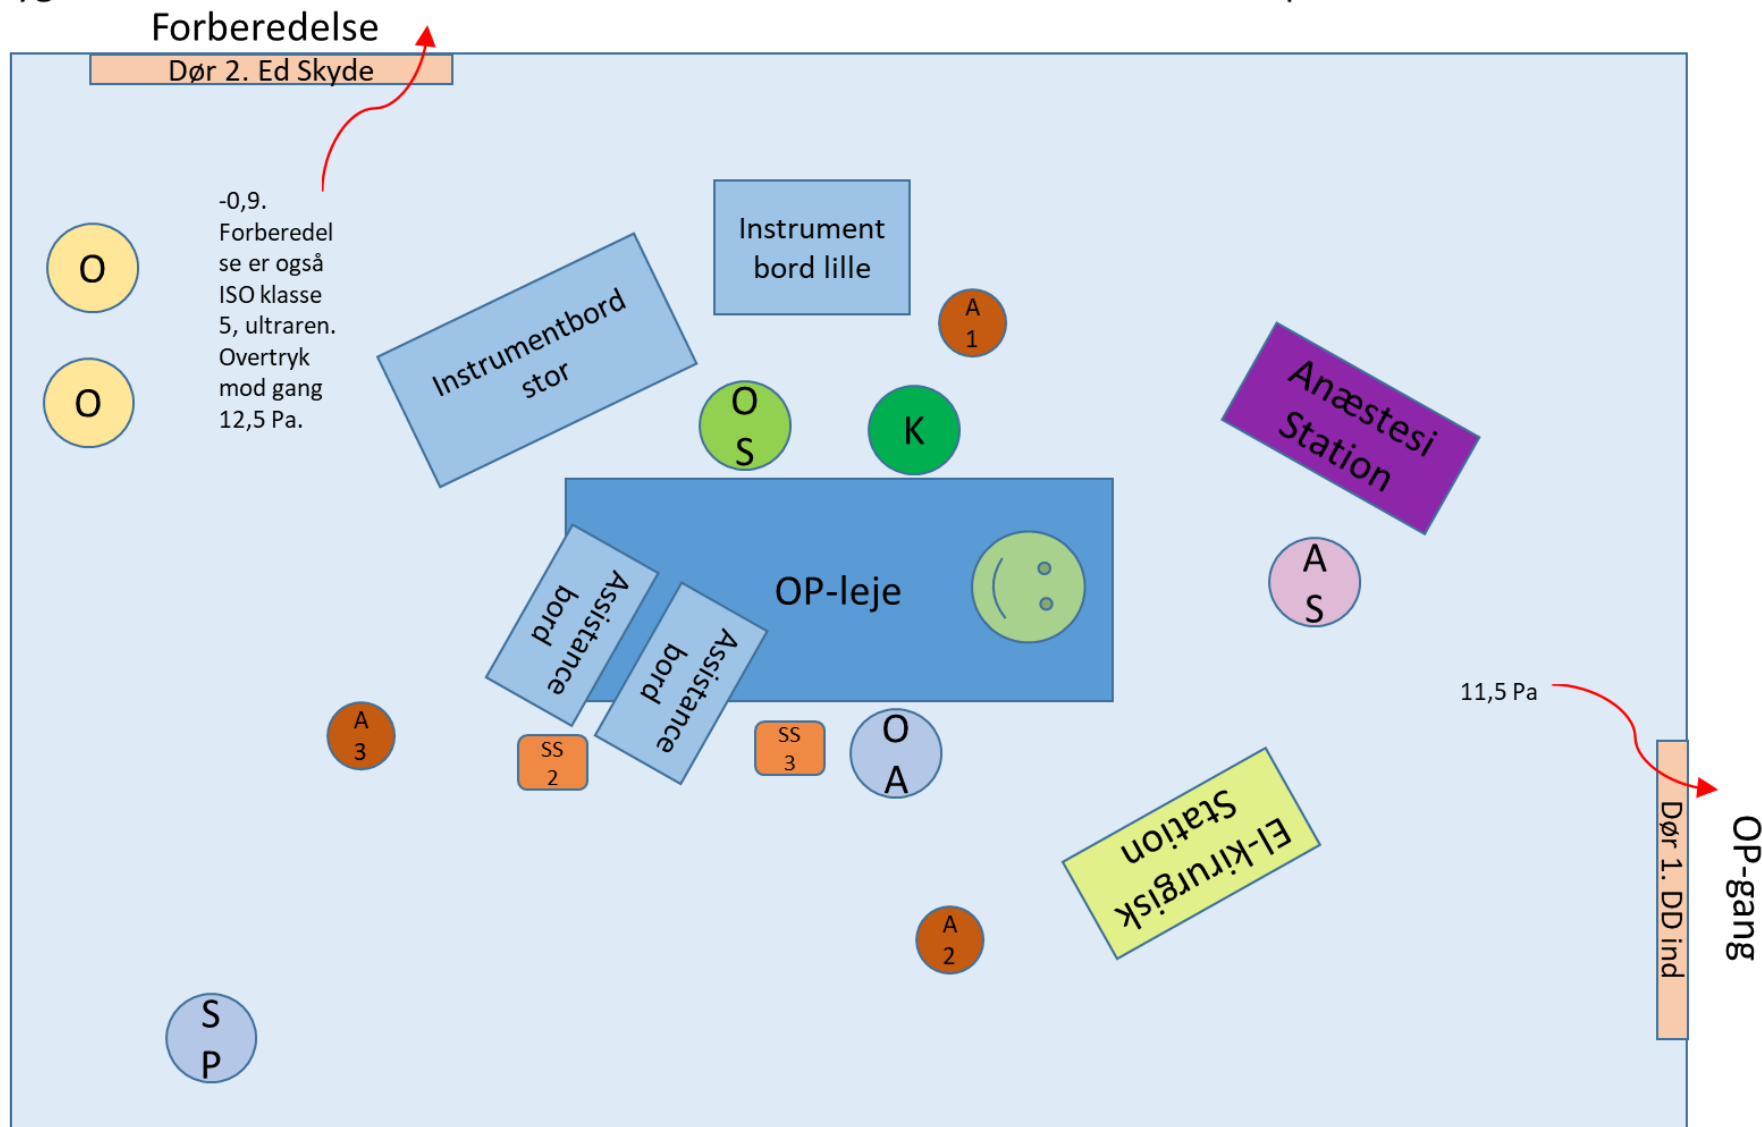 Forberedelse
Dør 2. Ed Skyde
-0,9.
Forberedel
se er også
ISO klasse
5, ultraren.
Overtryk
mod gang
12,5 Pa.
O
O
Instrument
bord lille
Instrumentbord
stor
A
1
O
S
K
Anæstesi
Station
OP-leje
Assistance
bord
Assistance
bord
A
S
11,5 Pa
A
3
SS
2
SS
3
O
A
El-kirurgisk
Station
Dør 1. DD ind
OP-gang
A
2
S
P